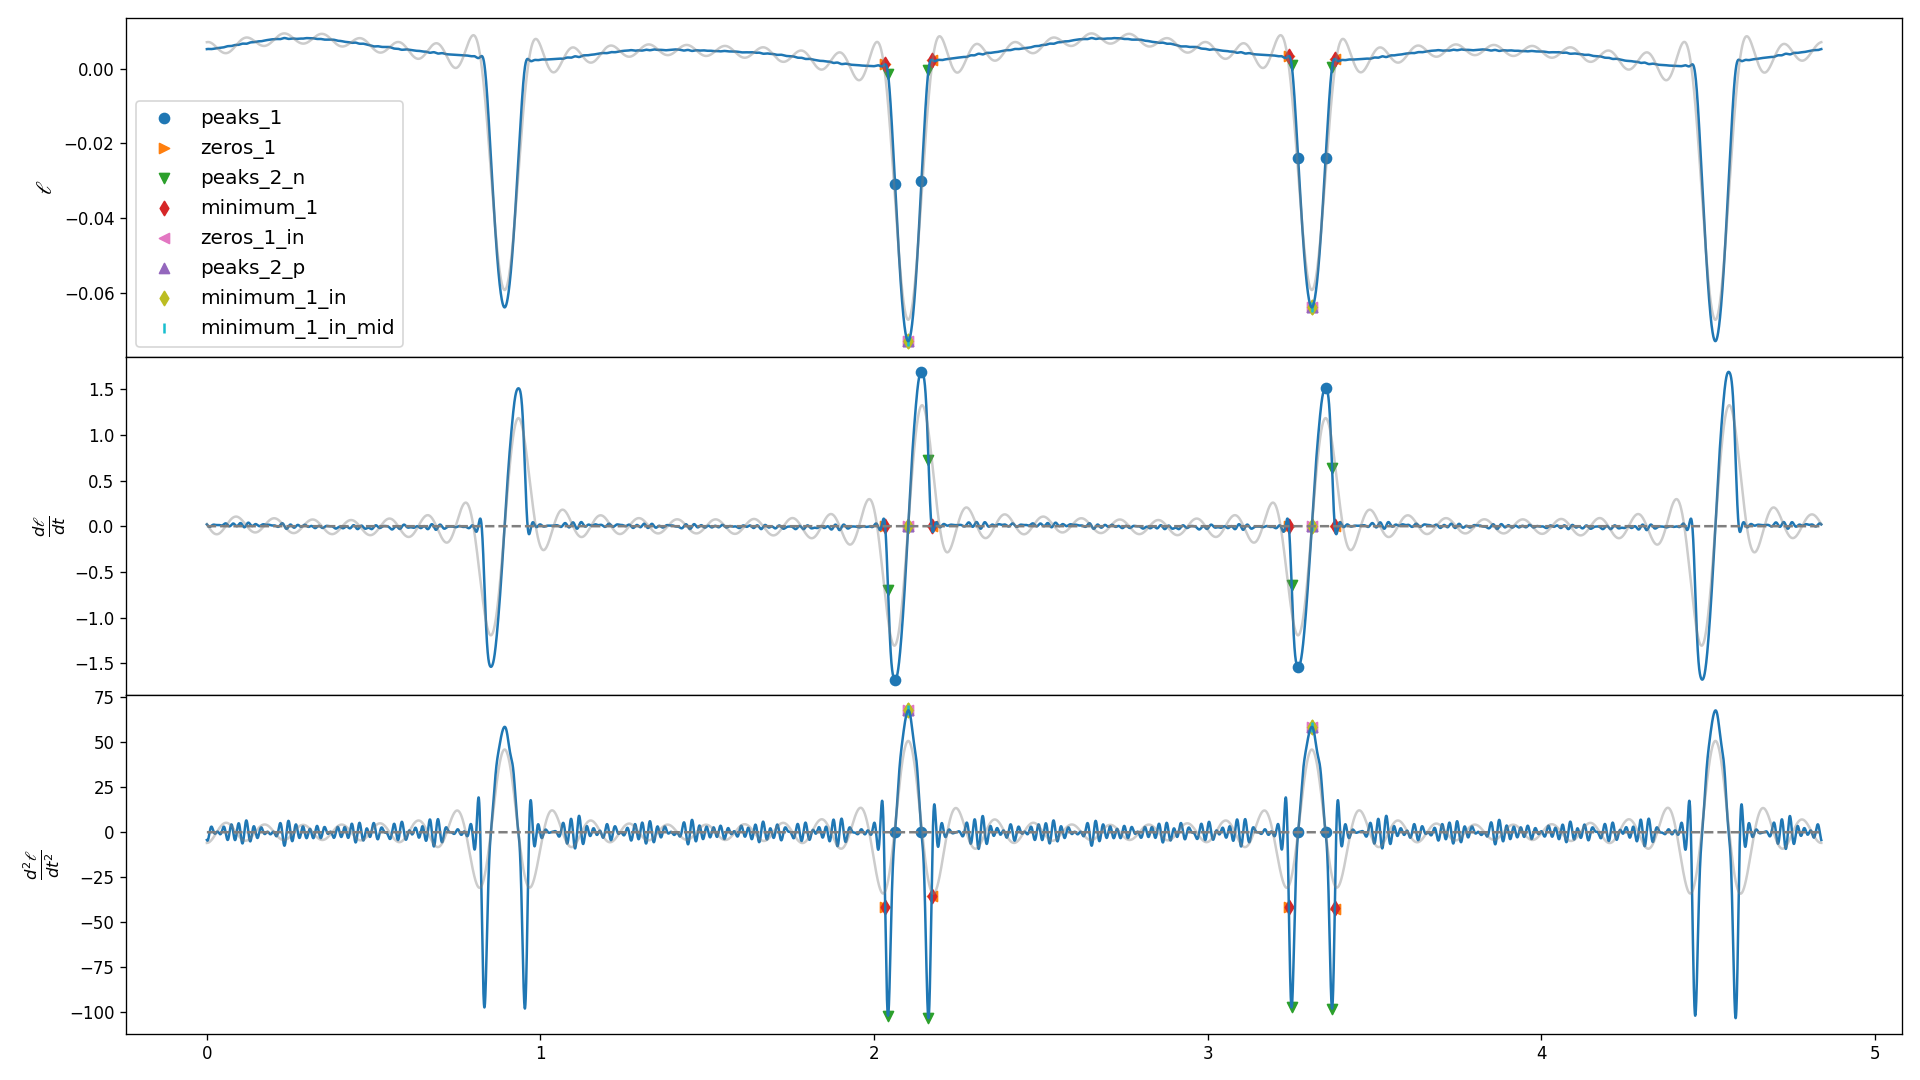 0.00
−0.02
−0.04
−0.06
ℓ
peaks_1
zeros_1
peaks_2_n
minimum_1
zeros_1_in
peaks_2_p
minimum_1_in
minimum_1_in_mid
1.5
1.0
0.5
0.0
−0.5
−1.0
−1.5
dℓ/dt
75
50
25
0
−25
−50
−75
−100
d²ℓ/dt²
0 1 2 3 4 5